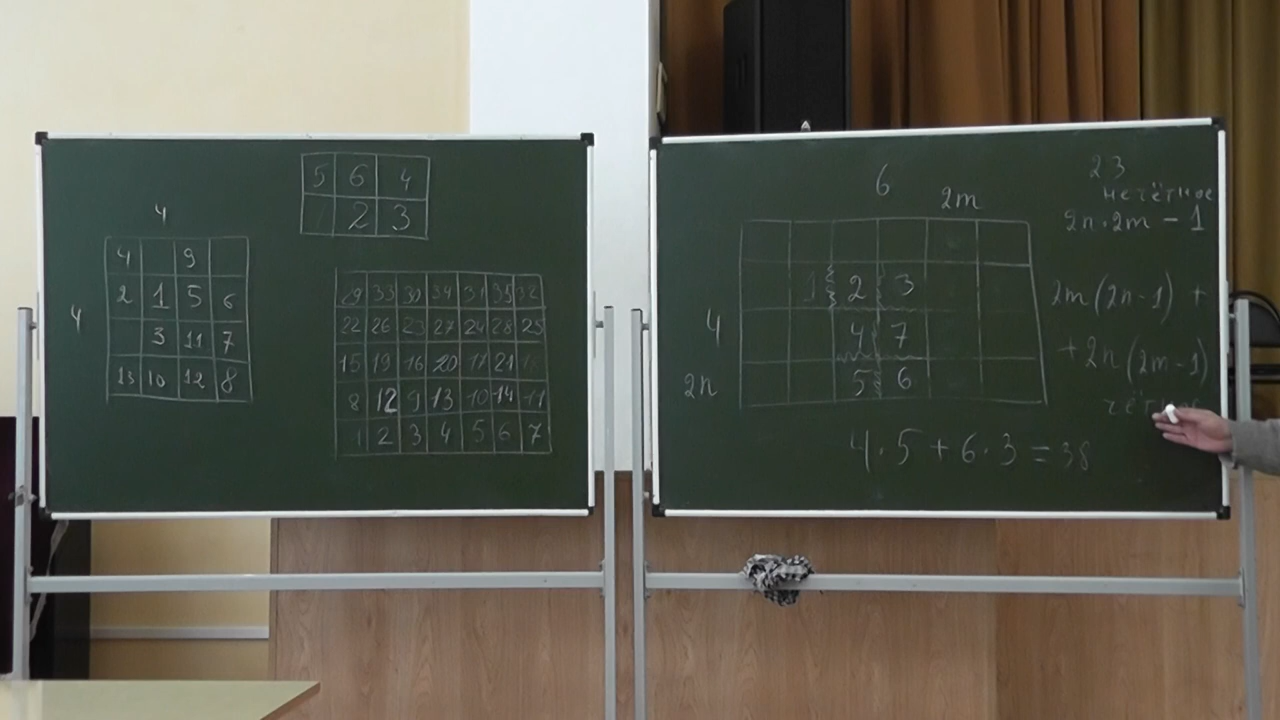 5 6 4
1 2 3
4
4
4 9
2 1 5 6
3 11 7
13 10 12 8
29 33 30 34 31 35 32
22 26 23 27 24 28 25
15 19 16 20 17 21 18
8 12 9 13 10 14 11
1 2 3 4 5 6 7
6
2m
4
2n
1 2 3
4 7
5 6
4·5+6·3=38
23
нечётное
2n·2m-1
2m(2n-1)+
+2n(2m-1)